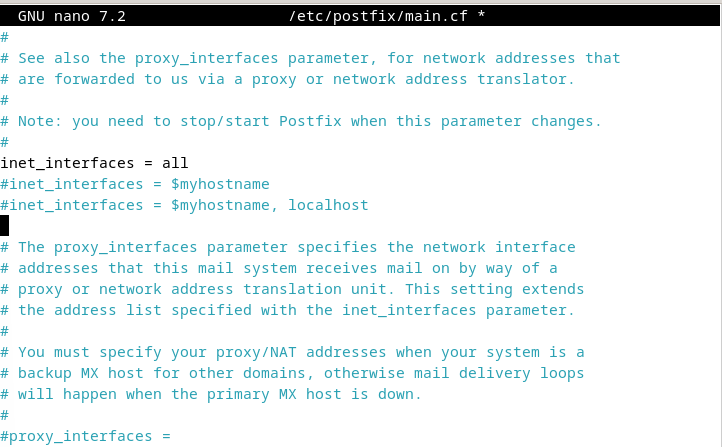 GNU nano 7.2 /etc/postfix/main.cf *
#
# See also the proxy_interfaces parameter, for network addresses that
# are forwarded to us via a proxy or network address translator.
#
# Note: you need to stop/start Postfix when this parameter changes.
#
inet_interfaces = all
#inet_interfaces = $myhostname
#inet_interfaces = $myhostname, localhost
# The proxy_interfaces parameter specifies the network interface
# addresses that this mail system receives mail on by way of a
# proxy or network address translation unit. This setting extends
# the address list specified with the inet_interfaces parameter.
#
# You must specify your proxy/NAT addresses when your system is a
# backup MX host for other domains, otherwise mail delivery loops
# will happen when the primary MX host is down.
#
#proxy_interfaces =